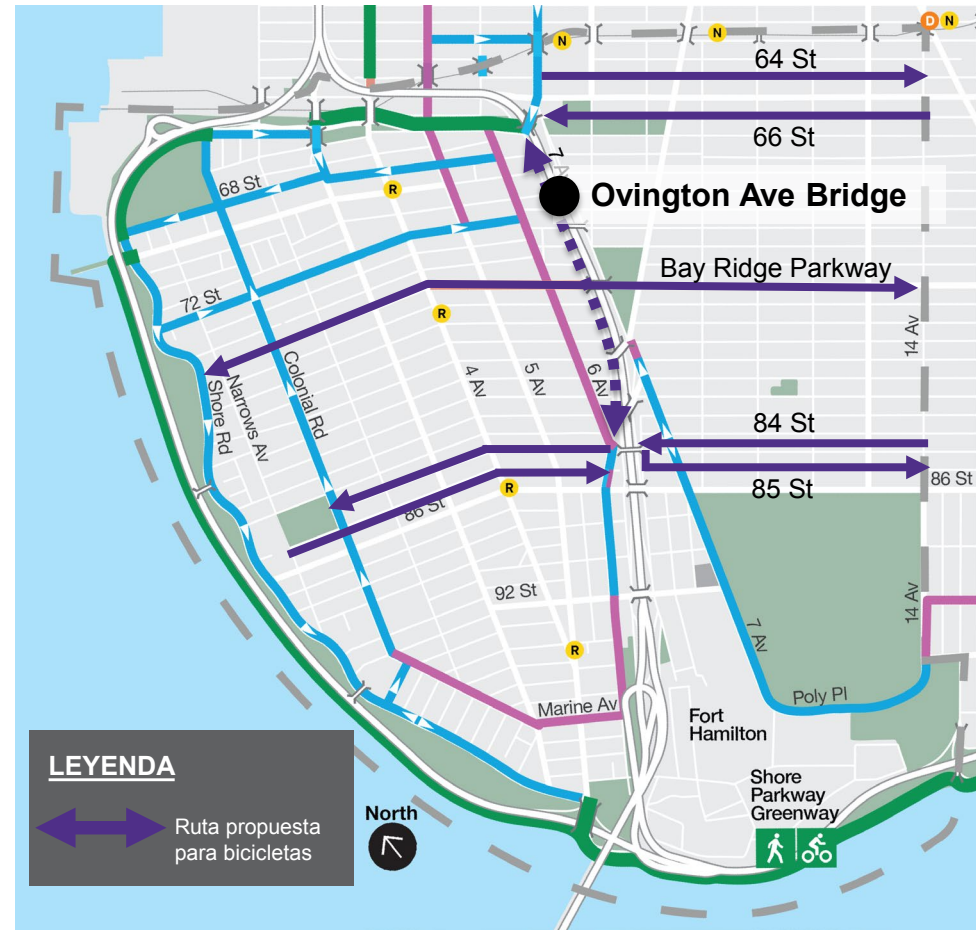 D
N
N
N
64 St
66 St
7 A
68 St
R
Ovington Ave Bridge
Bay Ridge Parkway
72 St
R
14 Av
Colonial Rd
Narrows Av
Shore Rd
4 Av
5 Av
6 Av
84 St
86 St
85 St
R
86 St
92 St
14 Av
7 Av
R
Poly Pl
Marine Av
Fort
Hamilton
LEYENDA
Ruta propuesta
para bicicletas
North
Shore
Parkway
Greenway